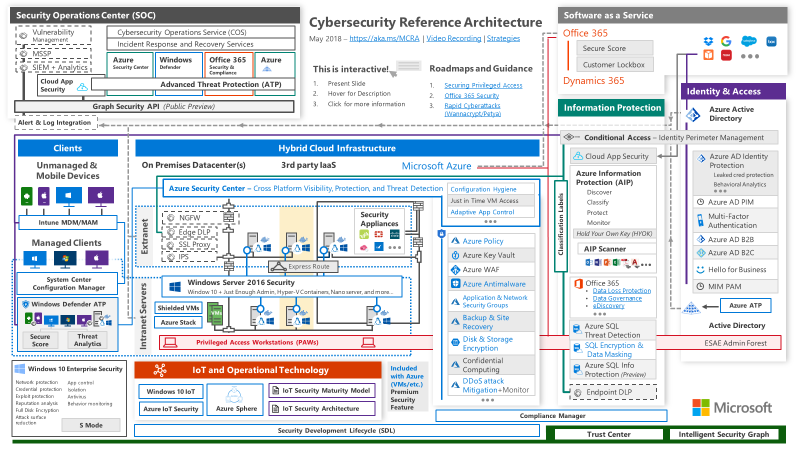 Security Operations Center (SOC)
Vulnerability
Management
MSSP
SIEM + Analytics
Cybersecurity Operations Service (COS)
Incident Response and Recovery Services
Azure
Security Center
Windows
Defender
Office 365
Security &
Compliance
Azure
Cloud App
Security
Advanced Threat Protection (ATP)
Graph Security API (Public Preview)
Alert & Log Integration
Cybersecurity Reference Architecture
May 2018 – https://aka.ms/MCRA | Video Recording | Strategies
This is interactive!
1. Present Slide
2. Hover for Description
3. Click for more information
Roadmaps and Guidance
1. Securing Privileged Access
2. Office 365 Security
3. Rapid Cyberattacks
(Wannacrypt/Petya)
Software as a Service
Office 365
Secure Score
Customer Lockbox
Dynamics 365
Information Protection
Identity & Access
Azure Active
Directory
Conditional Access – Identity Perimeter Management
Clients
Unmanaged &
Mobile Devices
Intune MDM/MAM
Managed Clients
System Center
Configuration Manager
Windows Defender ATP
Secure
Score
Threat
Analytics
Windows 10 Enterprise Security
Network protection
Credential protection
Exploit protection
Reputation analysis
Full Disk Encryption
Attack surface
reduction
App control
Isolation
Antivirus
Behavior monitoring
S Mode
Hybrid Cloud Infrastructure
On Premises Datacenter(s)
3rd party IaaS
Microsoft Azure
Azure Security Center – Cross Platform Visibility, Protection, and Threat Detection
Configuration Hygiene
Just in Time VM Access
Adaptive App Control
Extranet
NGFW
Edge DLP
SSL Proxy
IPS
Security
Appliances
Express Route
Intranet Servers
Windows Server 2016 Security
Windows 10 + Just Enough Admin, Hyper-V Containers, Nano server, and more…
Shielded VMs
Azure Stack
VMs
Privileged Access Workstations (PAWs)
Azure Policy
Azure Key Vault
Azure WAF
Azure Antimalware
Application & Network
Security Groups
Backup & Site
Recovery
Disk & Storage
Encryption
Confidential
Computing
DDoS attack
Mitigation+Monitor
Included
with Azure
(VMs/etc.)
Premium
Security
Feature
IoT and Operational Technology
Windows 10 IoT
Azure IoT Security
Azure Sphere
IoT Security Maturity Model
IoT Security Architecture
Security Development Lifecycle (SDL)
Compliance Manager
Classification Labels
Cloud App Security
Azure Information
Protection (AIP)
Discover
Classify
Protect
Monitor
Hold Your Own Key (HYOK)
AIP Scanner
Office 365
• Data Loss Protection
• Data Governance
• eDiscovery
Azure SQL
Threat Detection
SQL Encryption &
Data Masking
Azure SQL Info
Protection (Preview)
Endpoint DLP
Azure AD Identity
Protection
Leaked cred protection
Behavioral Analytics
Azure AD PIM
Multi-Factor
Authentication
Azure AD B2B
Azure AD B2C
Hello for Business
MIM PAM
Azure ATP
Active Directory
ESAE Admin Forest
Microsoft
Trust Center
Intelligent Security Graph